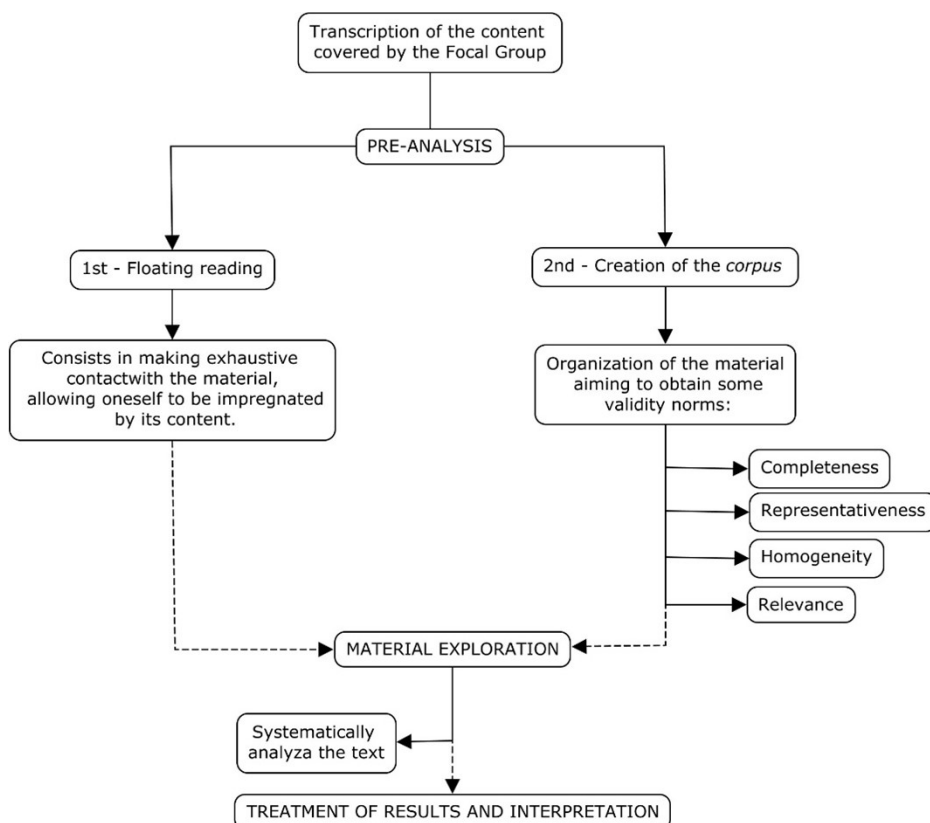 Transcription of the content
covered by the Focal Group
PRE-ANALYSIS
1st - Floating reading
2nd - Creation of the corpus
Consists in making exhaustive
contactwith the material,
allowing oneself to be impregnated
by its content.
Organization of the material
aiming to obtain some
validity norms:
Completeness
Representativeness
Homogeneity
Relevance
MATERIAL EXPLORATION
Systematically
analyza the text
TREATMENT OF RESULTS AND INTERPRETATION